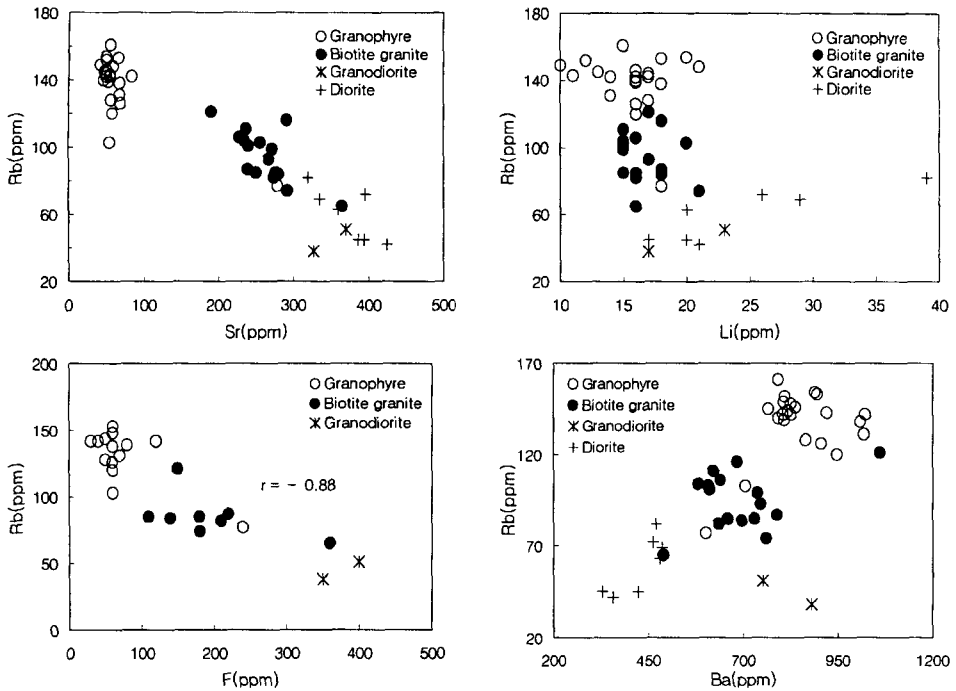 180
140
100
60
20
Rb(ppm)
Granophyre
Biotite granite
Granodiorite
Diorite
0 100 200 300 400 500
Sr(ppm)
180
140
100
60
20
Rb(ppm)
Granophyre
Biotite granite
Granodiorite
Diorite
10 15 20 25 30 35 40
Li(ppm)
200
150
100
50
0
Rb(ppm)
Granophyre
Biotite granite
Granodiorite
r = - 0.88
0 100 200 300 400 500
F(ppm)
170
120
70
20
Rb(ppm)
Granophyre
Biotite granite
Granodiorite
Diorite
200 450 700 950 1200
Ba(ppm)